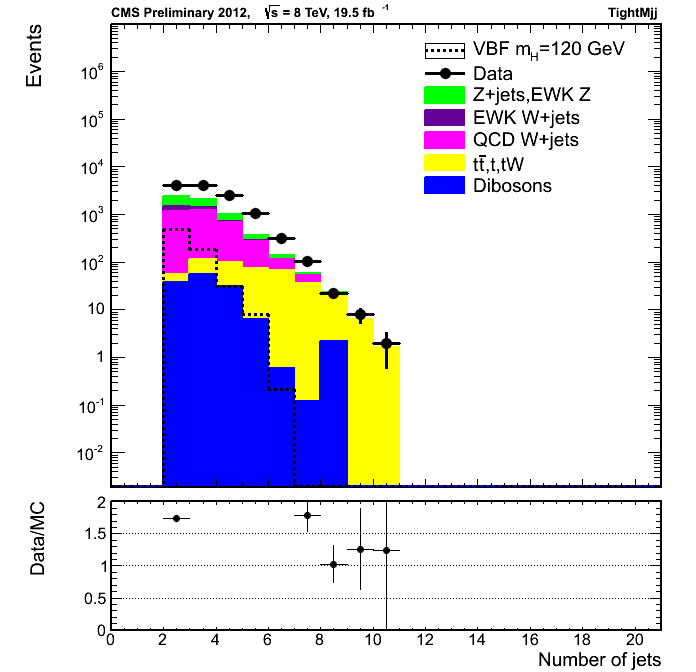 CMS Preliminary 2012, √s = 8 TeV, 19.5 fb⁻¹ TightMjj
Events
VBF m_H=120 GeV
Data
Z+jets,EWK Z
EWK W+jets
QCD W+jets
tt̄,t,tW
Dibosons
10⁶
10⁵
10⁴
10³
10²
10
1
10⁻¹
10⁻²
Data/MC
2
1.5
1
0.5
0
0 2 4 6 8 10 12 14 16 18 20
Number of jets